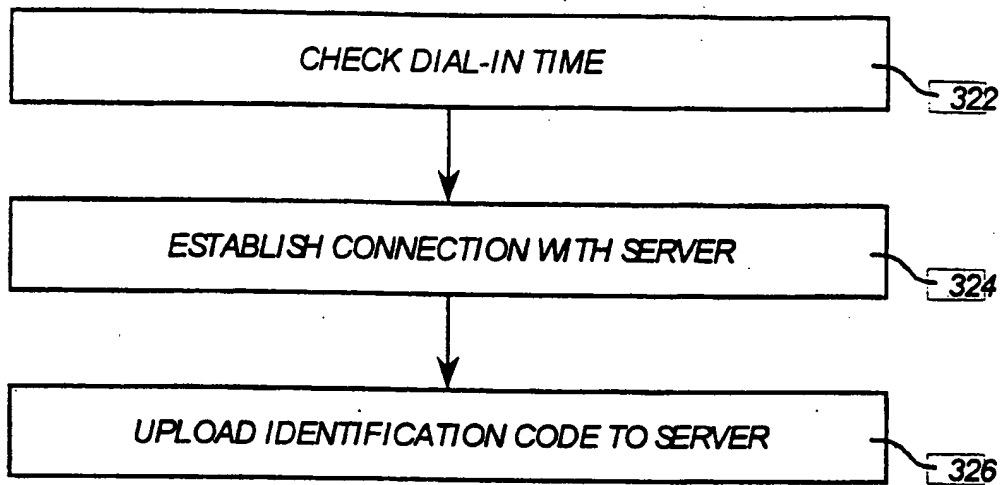 CHECK DIAL-IN TIME
322
ESTABLISH CONNECTION WITH SERVER
324
UPLOAD IDENTIFICATION CODE TO SERVER
326